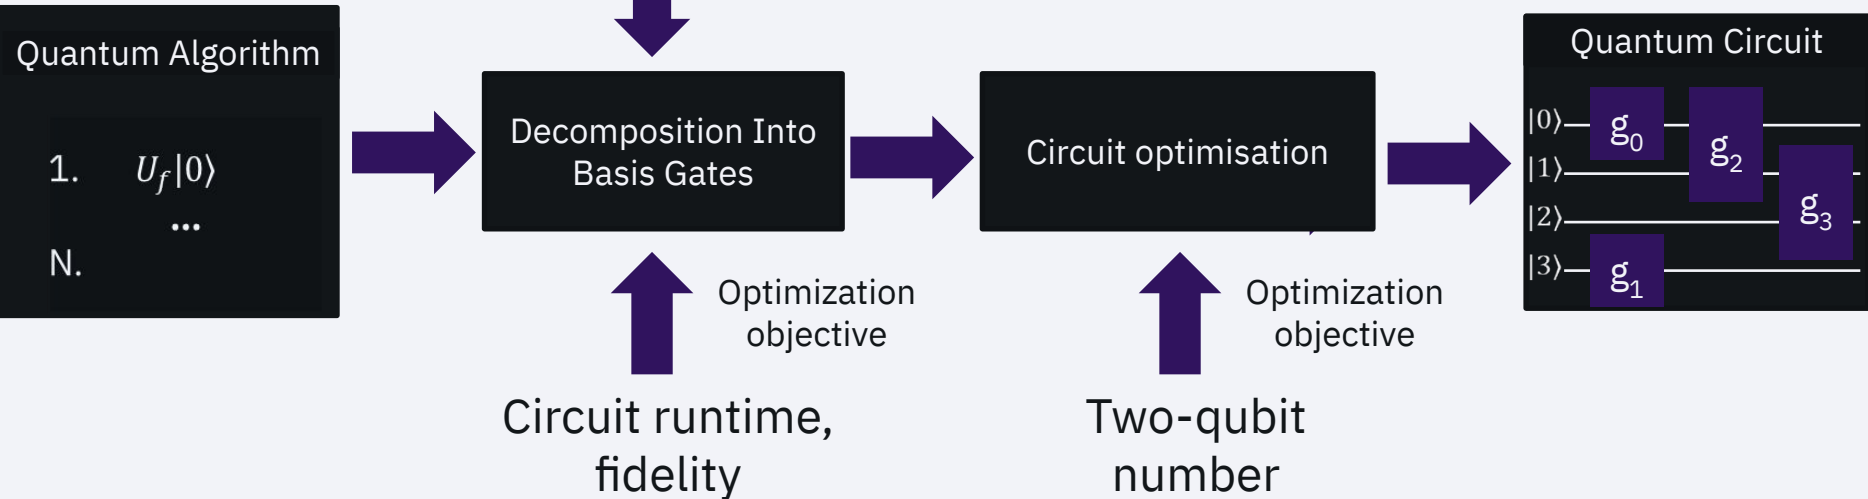 Quantum Algorithm
1. U_f|0⟩
...
N.
Decomposition Into
Basis Gates
Optimization
objective
Circuit runtime,
fidelity
Circuit optimisation
Optimization
objective
Two-qubit
number
Quantum Circuit
|0⟩ g₀
g₂
|1⟩
g₃
|2⟩
|3⟩ g₁